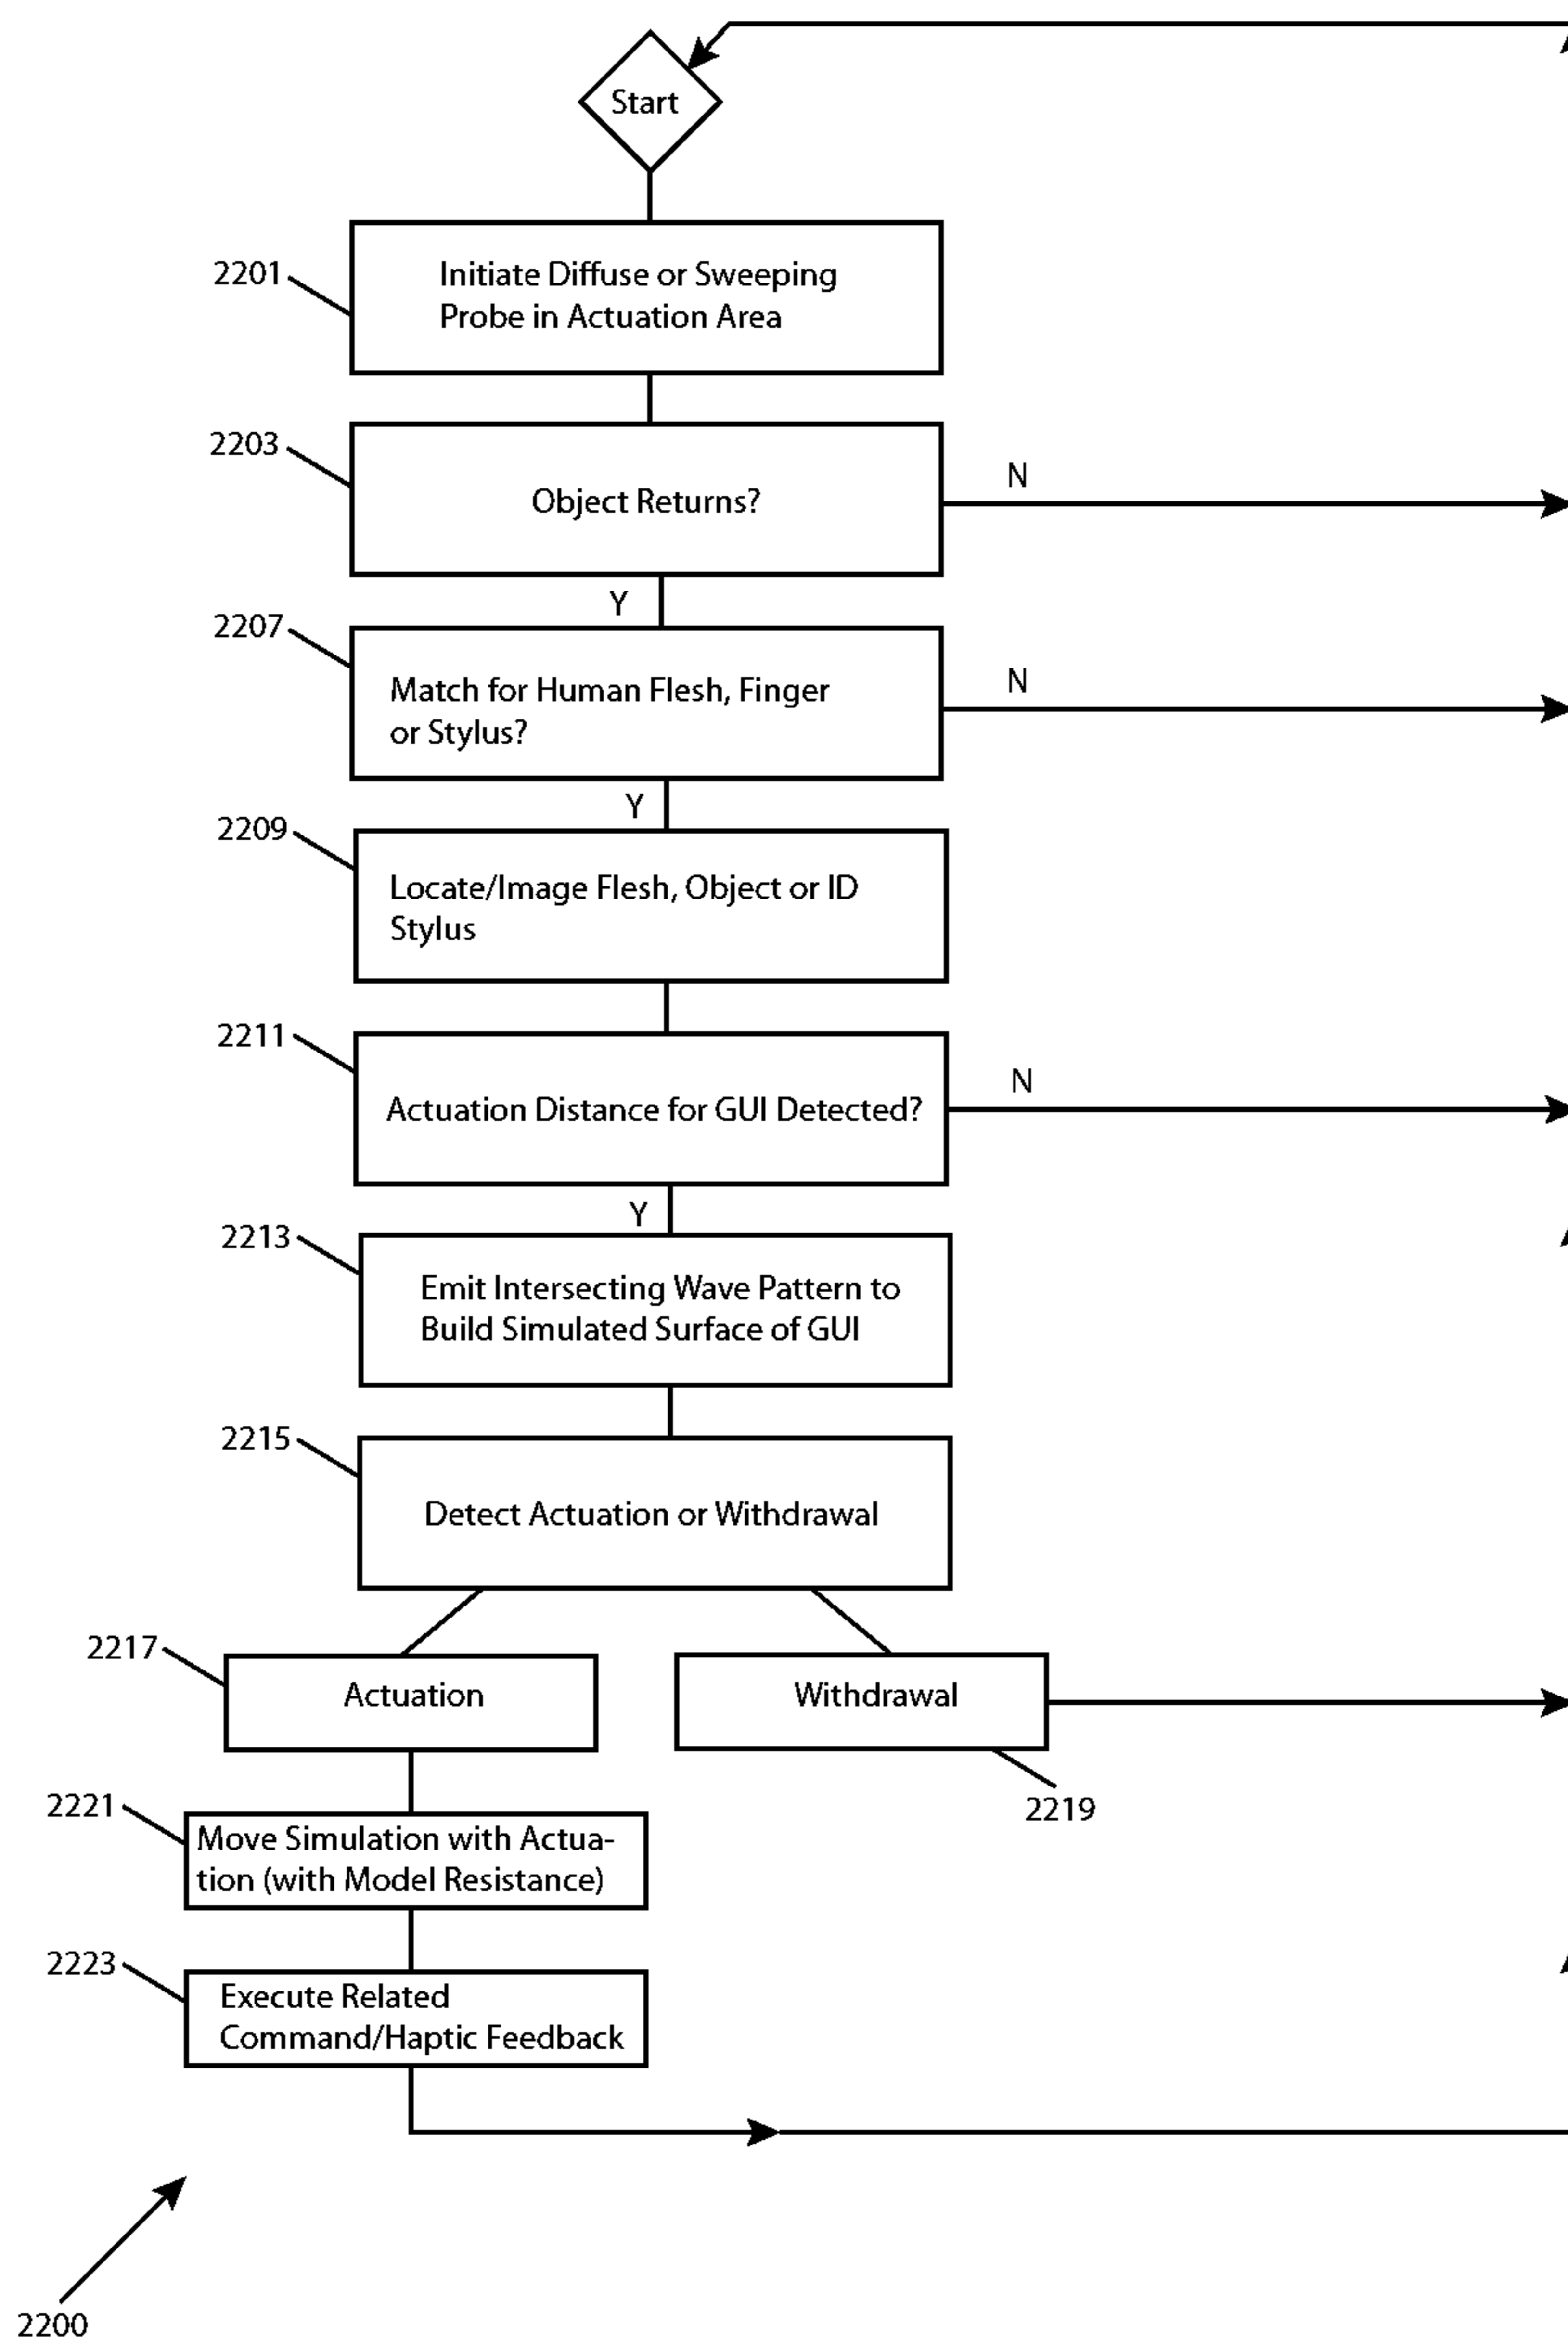 Start
2201
Initiate Diffuse or Sweeping
Probe in Actuation Area
2203
Object Returns?
N
Y
2207
Match for Human Flesh, Finger
or Stylus?
N
Y
2209
Locate/Image Flesh, Object or ID
Stylus
2211
Actuation Distance for GUI Detected?
N
Y
2213
Emit Intersecting Wave Pattern to
Build Simulated Surface of GUI
2215
Detect Actuation or Withdrawal
2217
Actuation
Withdrawal
2219
2221
Move Simulation with Actua-
tion (with Model Resistance)
2223
Execute Related
Command/Haptic Feedback
2200